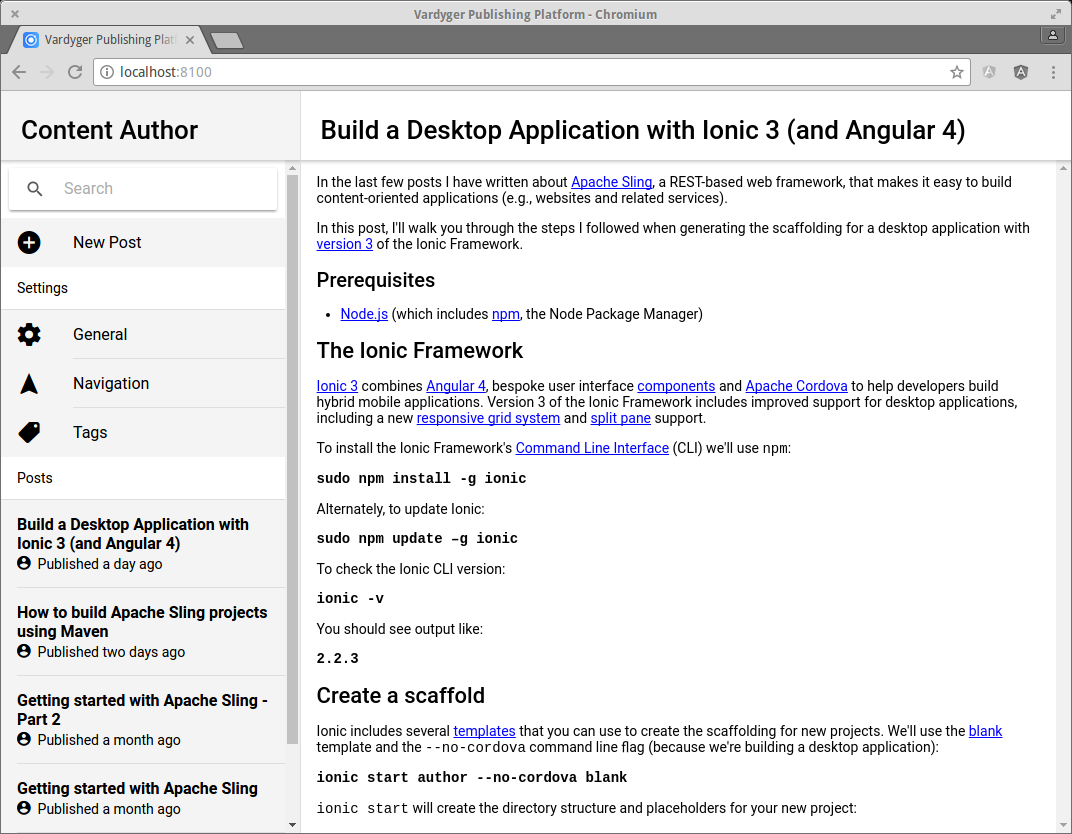 Vardyger Publishing Platform - Chromium
Vardyger Publishing Plat
localhost:8100
Content Author
Search
New Post
Settings
General
Navigation
Tags
Posts
Build a Desktop Application with
Ionic 3 (and Angular 4)
Published a day ago
How to build Apache Sling projects
using Maven
Published two days ago
Getting started with Apache Sling -
Part 2
Published a month ago
Getting started with Apache Sling
Published a month ago
Build a Desktop Application with Ionic 3 (and Angular 4)
In the last few posts I have written about Apache Sling, a REST-based web framework, that makes it easy to build
content-oriented applications (e.g., websites and related services).
In this post, I'll walk you through the steps I followed when generating the scaffolding for a desktop application with
version 3 of the Ionic Framework.
Prerequisites
• Node.js (which includes npm, the Node Package Manager)
The Ionic Framework
Ionic 3 combines Angular 4, bespoke user interface components and Apache Cordova to help developers build
hybrid mobile applications. Version 3 of the Ionic Framework includes improved support for desktop applications,
including a new responsive grid system and split pane support.
To install the Ionic Framework's Command Line Interface (CLI) we'll use npm:
sudo npm install -g ionic
Alternately, to update Ionic:
sudo npm update –g ionic
To check the Ionic CLI version:
ionic -v
You should see output like:
2.2.3
Create a scaffold
Ionic includes several templates that you can use to create the scaffolding for new projects. We'll use the blank
template and the --no-cordova command line flag (because we're building a desktop application):
ionic start author --no-cordova blank
ionic start will create the directory structure and placeholders for your new project: